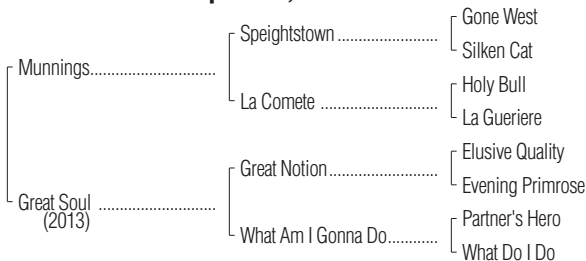 Gone West
Speightstown ..................
Silken Cat
Munnings.......................
Holy Bull
La Comete .....................
La Gueriere
Elusive Quality
Great Notion...................
Evening Primrose
Great Soul .....................
(2013)
Partner's Hero
What Am I Gonna Do............
What Do I Do